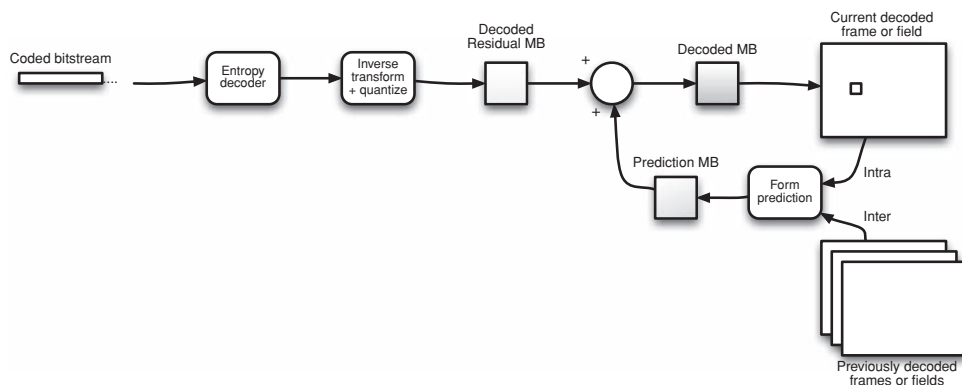 Coded bitstream
Entropy
decoder
Inverse
transform
+ quantize
Decoded
Residual MB
+
+
Decoded MB
Current decoded
frame or field
Prediction MB
Form
prediction
Intra
Inter
Previously decoded
frames or fields